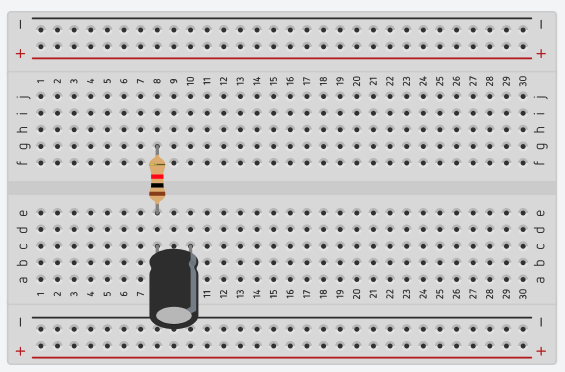 − −
+ +
1 2 3 4 5 6 7 8 9 10 11 12 13 14 15 16 17 18 19 20 21 22 23 24 25 26 27 28 29 30
j j
i i
h h
g g
f f
e e
d d
c c
b b
a a
1 2 3 4 5 6 7 11 12 13 14 15 16 17 18 19 20 21 22 23 24 25 26 27 28 29 30
− −
+ +